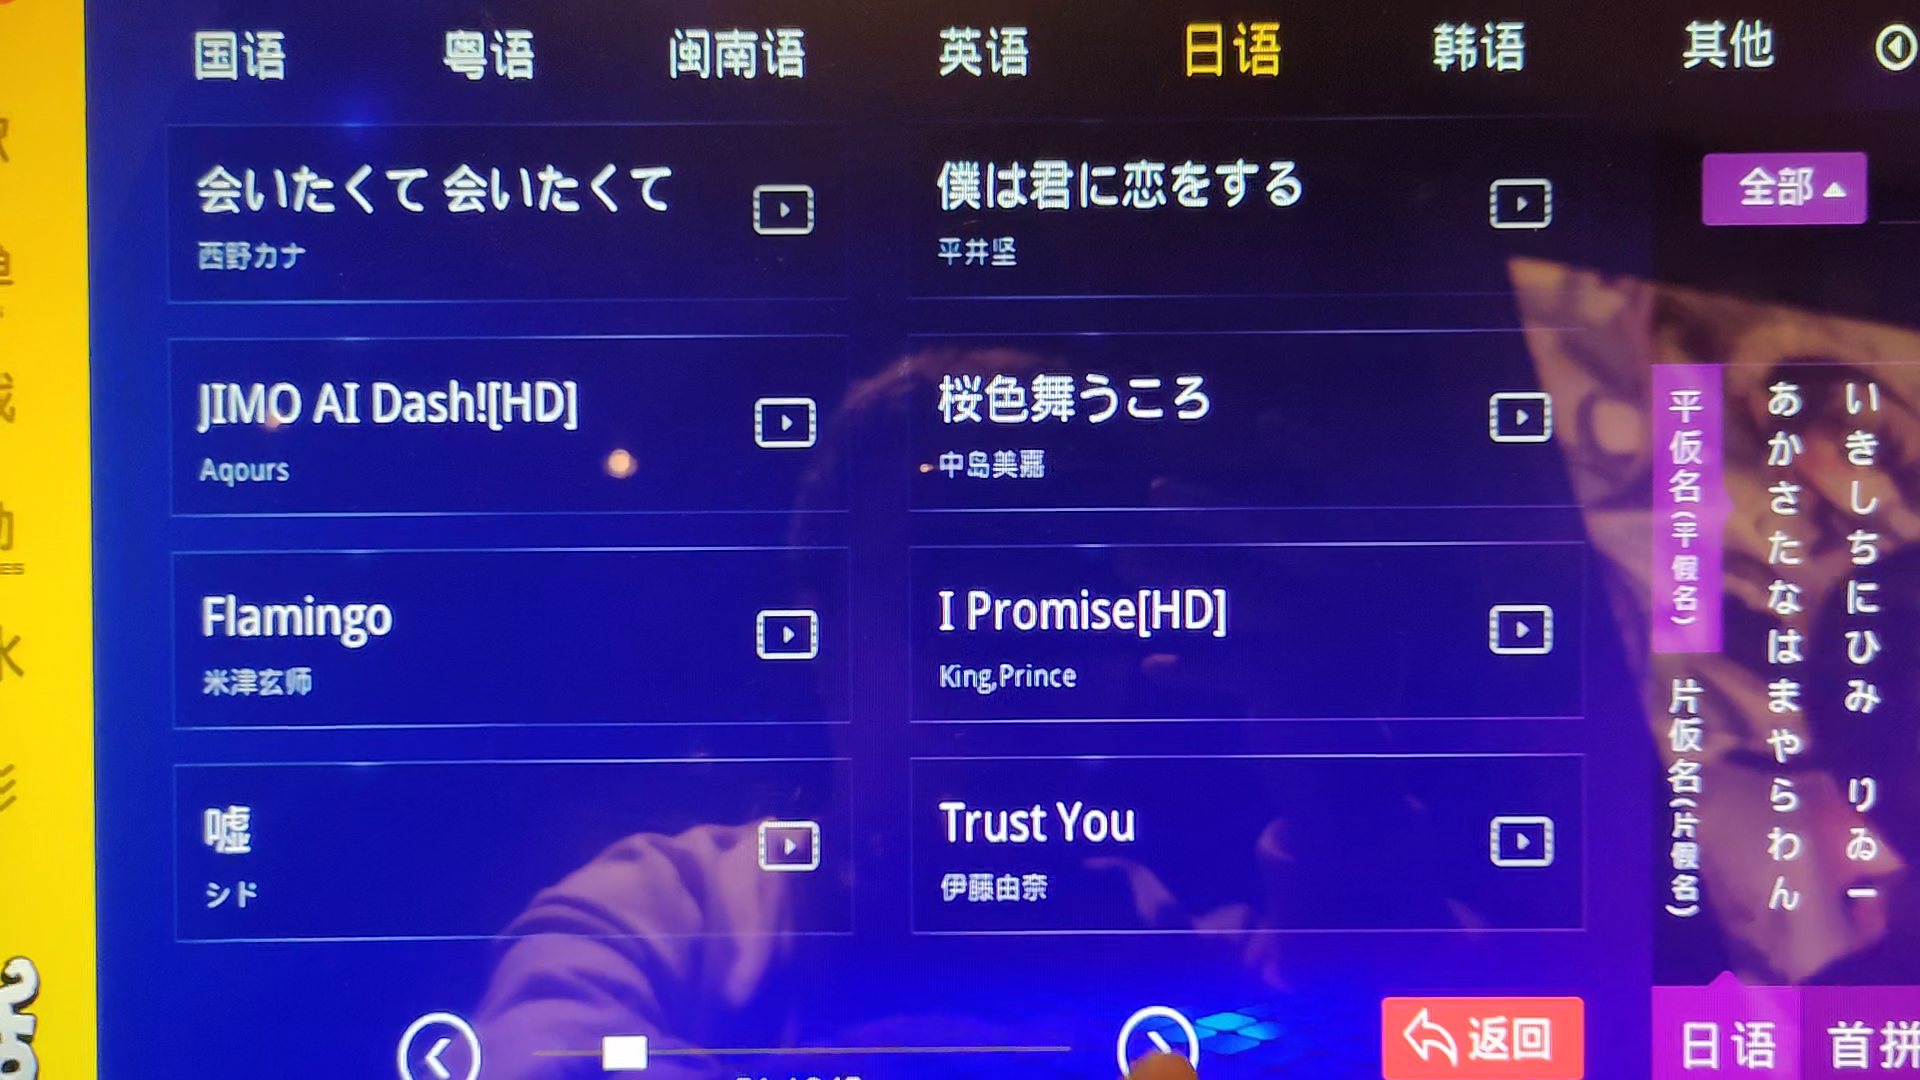 国语 粤语 闽南语 英语 日语 韩语 其他
会いたくて 会いたくて
西野カナ
僕は君に恋をする
平井坚
全部
JIMO AI Dash![HD]
Aqours
桜色舞うころ
中岛美嘉
Flamingo
米津玄师
I Promise[HD]
King,Prince
嘘
シド
Trust You
伊藤由奈
平仮名(平假名)
片仮名(片假名)
あかさたなはまやらわん
いきしちにひみ りゐー
返回
日语
首拼